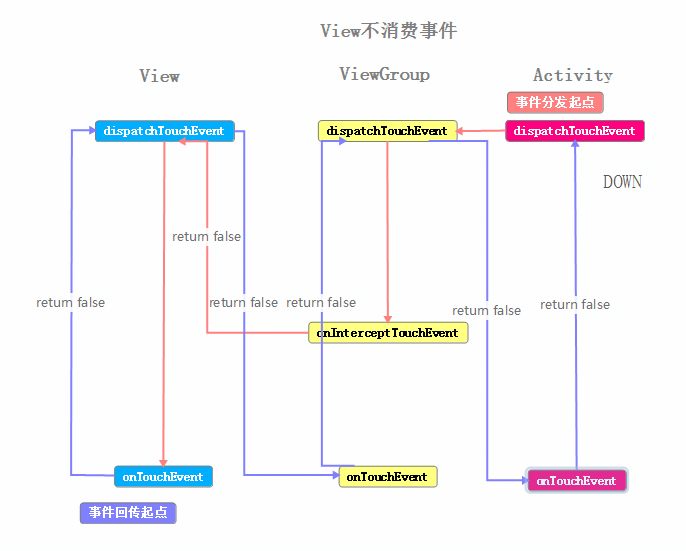 View不消费事件
View
ViewGroup
Activity
事件分发起点
dispatchTouchEvent
dispatchTouchEvent
dispatchTouchEvent
DOWN
return false
return false
return false
return false
return false
return false
onInterceptTouchEvent
onTouchEvent
onTouchEvent
onTouchEvent
事件回传起点